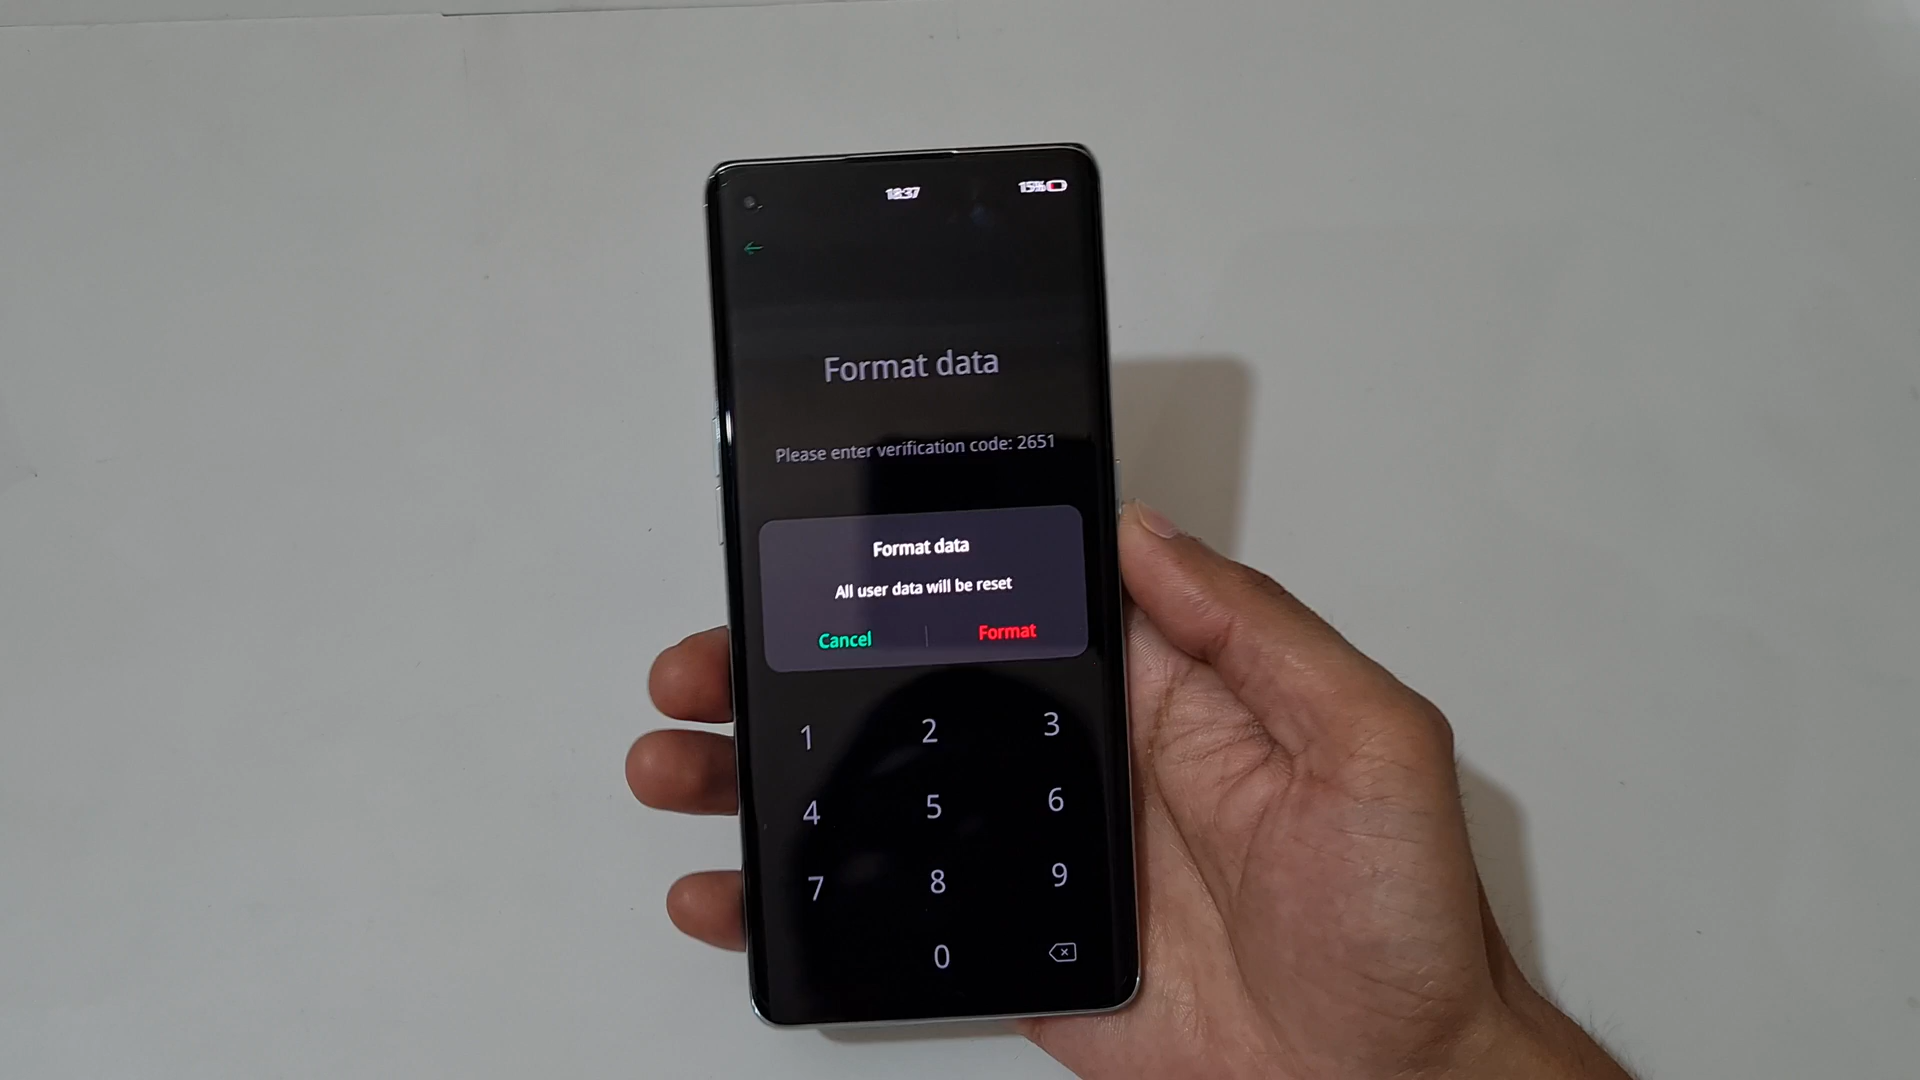 18:37 15%
Format data
Please enter verification code: 2651
Format data
All user data will be reset
Cancel Format
1 2 3
4 5 6
7 8 9
0